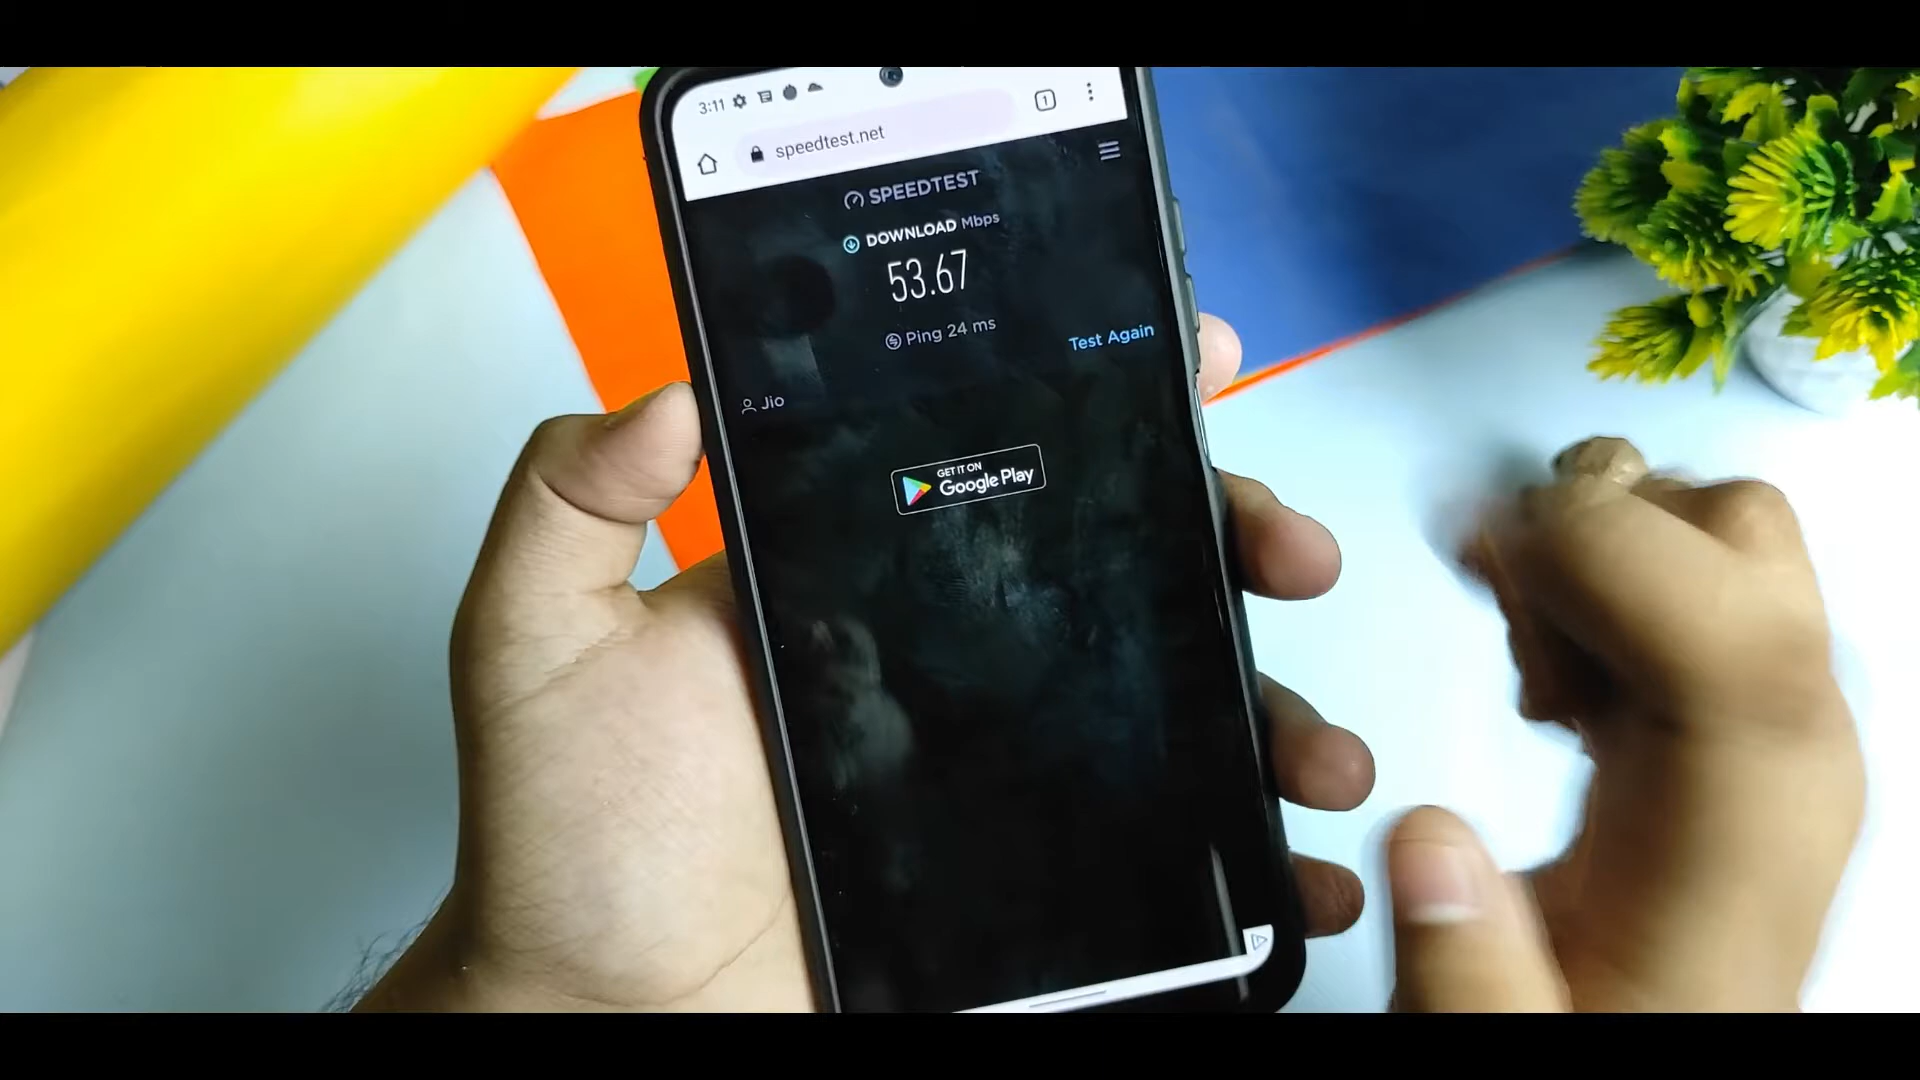 3:11
speedtest.net
1
SPEEDTEST
DOWNLOAD Mbps
53.67
Ping 24 ms
Test Again
Jio
GET IT ON
Google Play